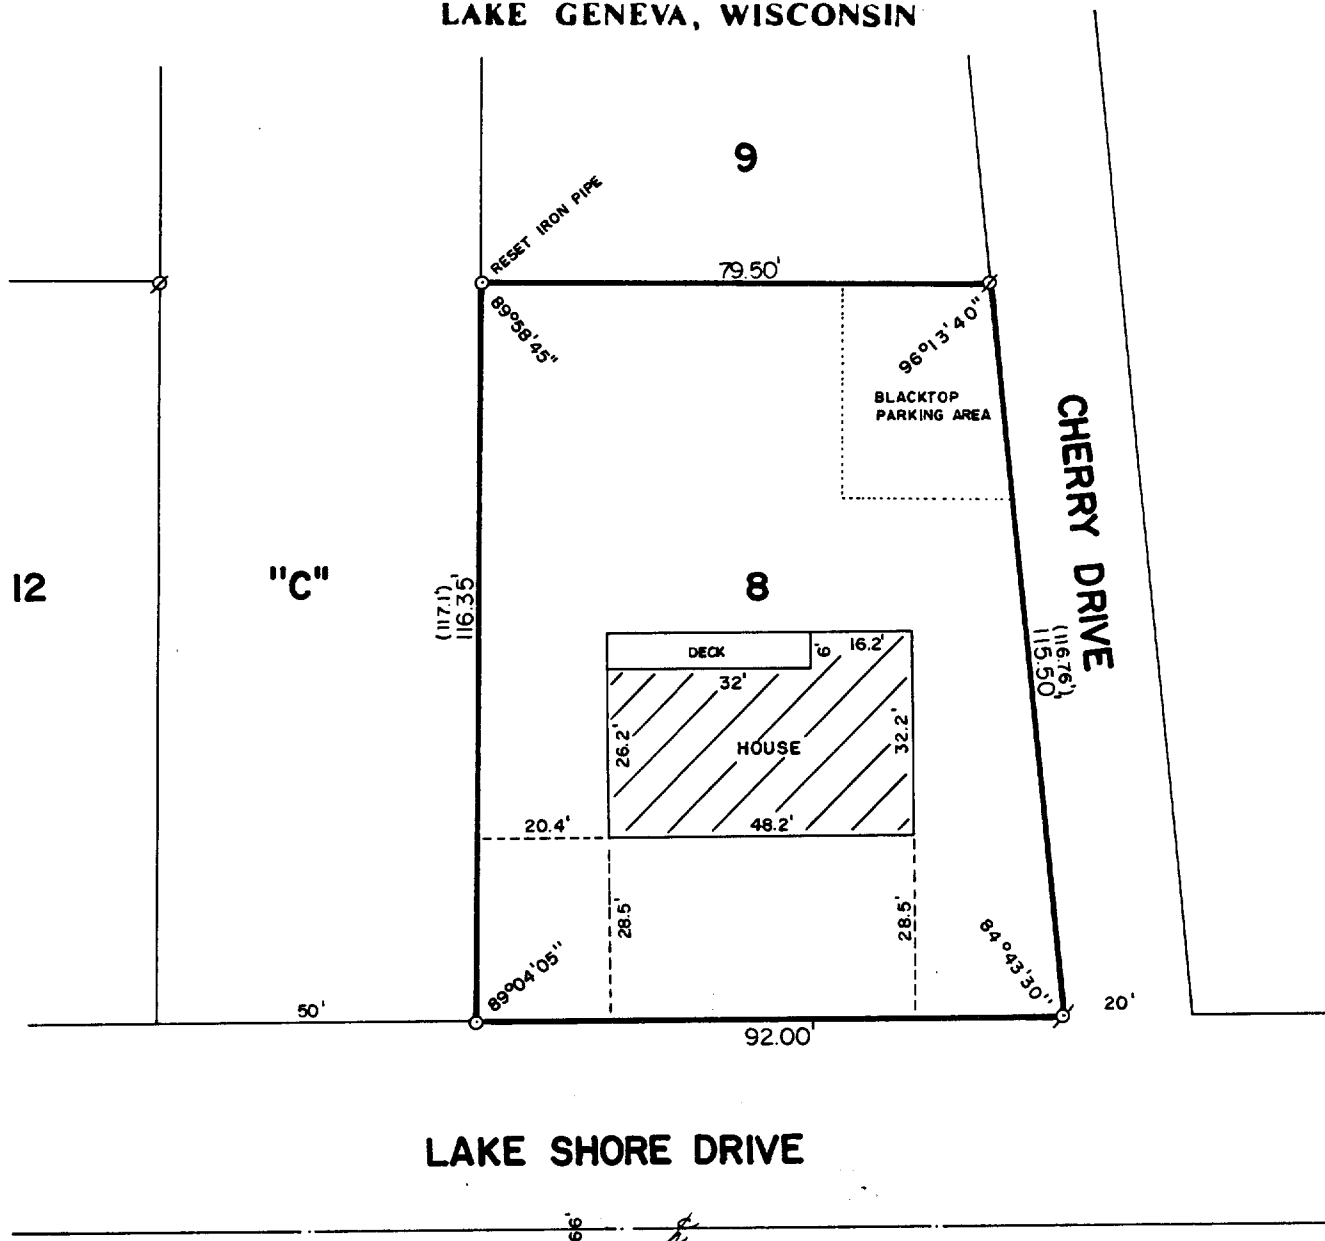 LAKE GENEVA, WISCONSIN
9
RESET IRON PIPE
79.50'
89°58'45"
96°13'40"
BLACKTOP
PARKING AREA
CHERRY DRIVE
12
"C"
8
(117.1')
116.35'
(116.76')
115.50'
DECK
6'
16.2'
32'
26.2'
HOUSE
32.2'
20.4'
48.2'
28.5'
28.5'
89°04'05"
84°43'30"
50'
20'
92.00'
LAKE SHORE DRIVE
66'